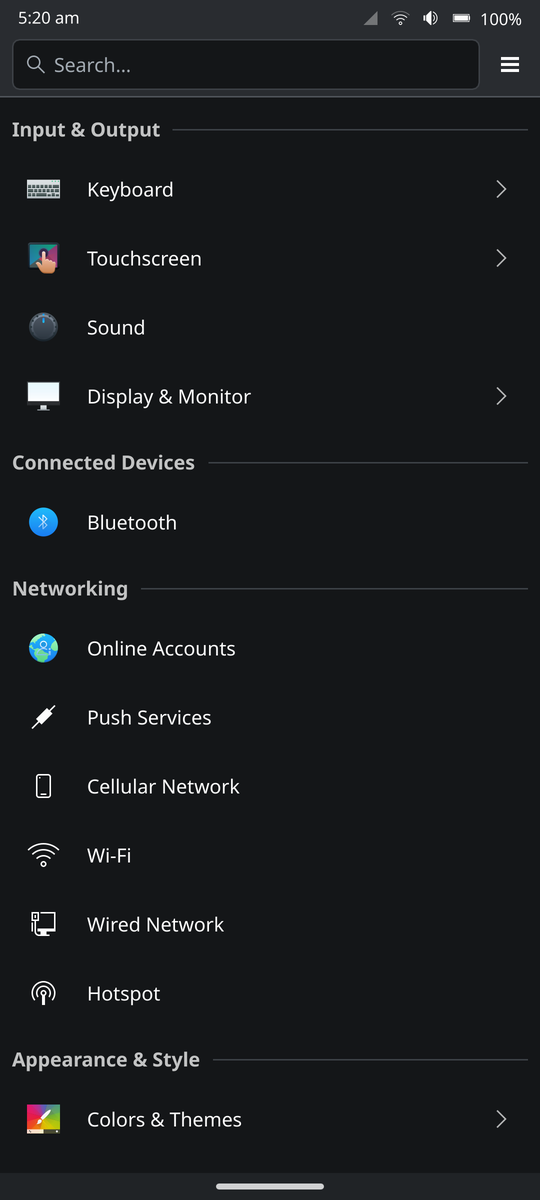 5:20 am
100%
Search...
Input & Output
Keyboard
Touchscreen
Sound
Display & Monitor
Connected Devices
Bluetooth
Networking
Online Accounts
Push Services
Cellular Network
Wi-Fi
Wired Network
Hotspot
Appearance & Style
Colors & Themes